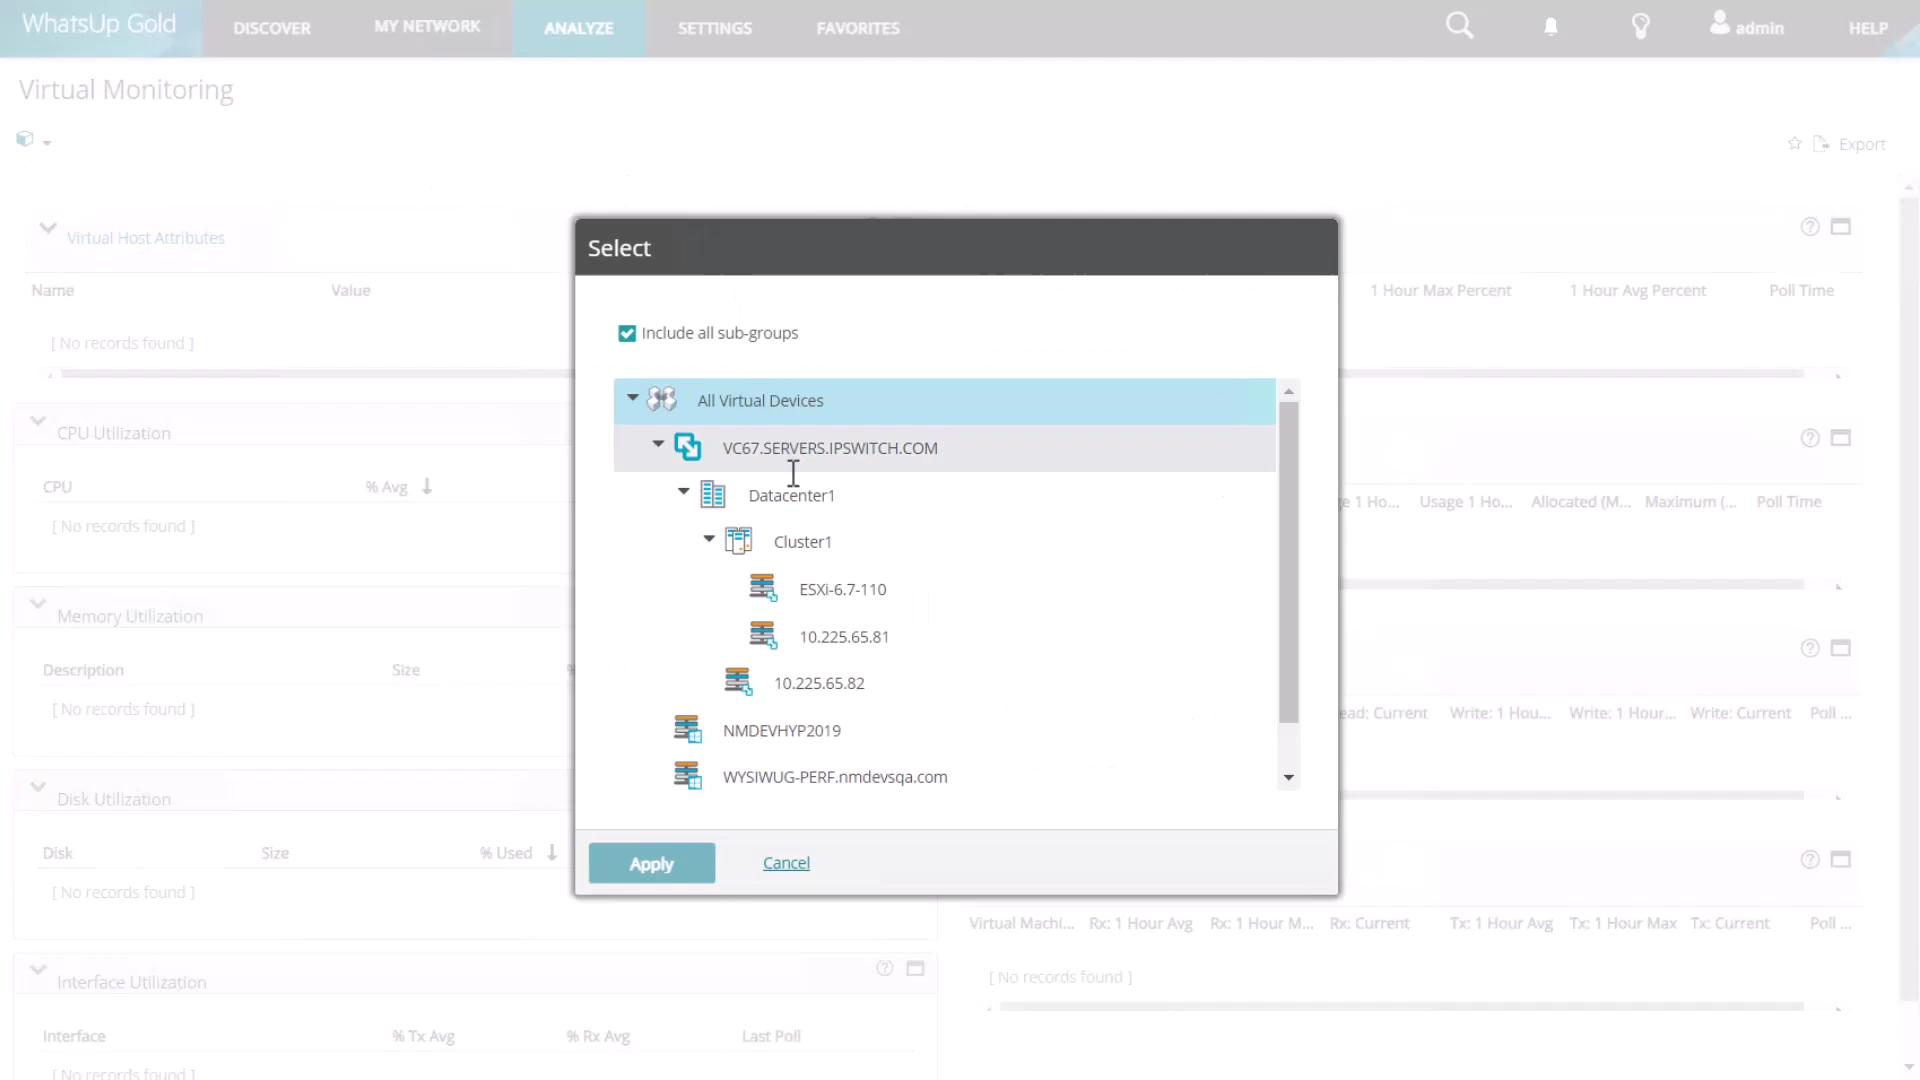 WhatsUp Gold
DISCOVER
MY NETWORK
ANALYZE
SETTINGS
FAVORITES
admin
HELP
Virtual Monitoring
Export
Virtual Host Attributes
Name Value
[ No records found ]
1 Hour Max Percent 1 Hour Avg Percent Poll Time
CPU Utilization
CPU % Avg
[ No records found ]
Usage 1 Ho... Allocated (M... Maximum (... Poll Time
Memory Utilization
Description Size %
[ No records found ]
ead: Current Write: 1 Hou... Write: 1 Hour... Write: Current Poll ...
Disk Utilization
Disk Size % Used
[ No records found ]
Virtual Machi... Rx: 1 Hour Avg Rx: 1 Hour M... Rx: Current Tx: 1 Hour Avg Tx: 1 Hour Max Tx: Current Poll ...
[ No records found ]
Interface Utilization
Interface % Tx Avg % Rx Avg Last Poll
[ No records found ]
Select
Include all sub-groups
All Virtual Devices
VC67.SERVERS.IPSWITCH.COM
Datacenter1
Cluster1
ESXi-6.7-110
10.225.65.81
10.225.65.82
NMDEVHYP2019
WYSIWUG-PERF.nmdevsqa.com
Apply
Cancel